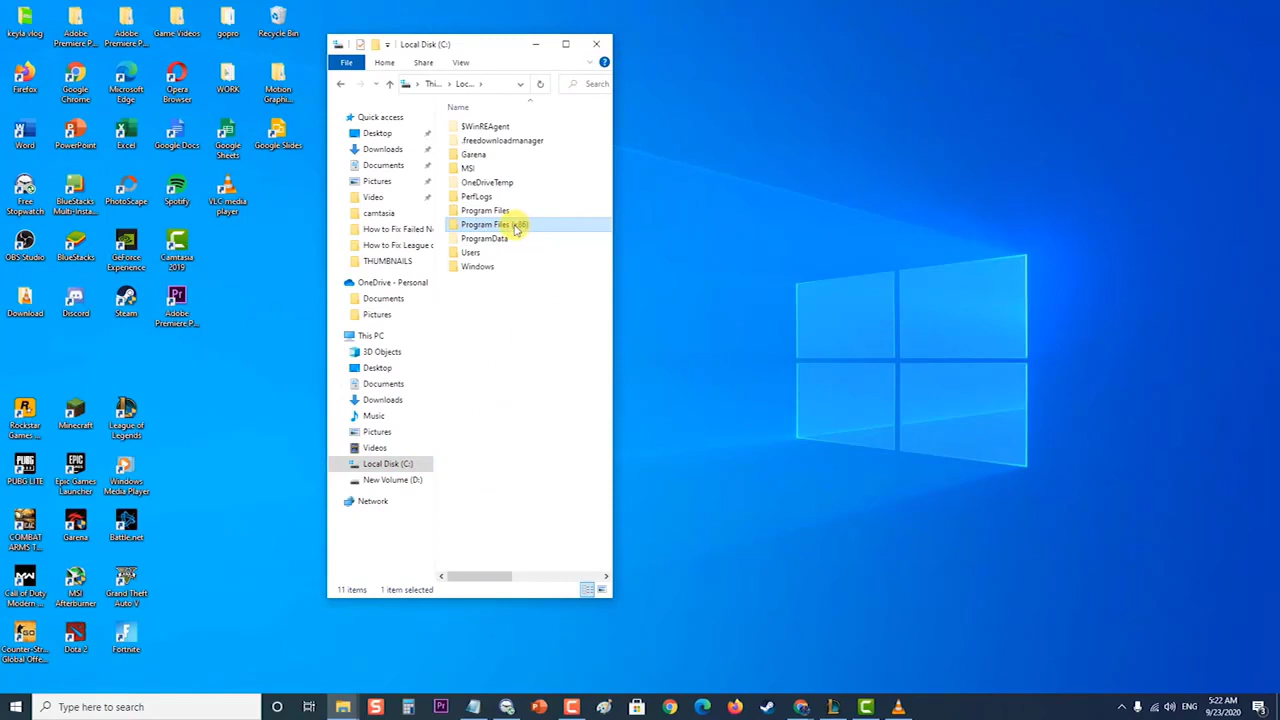 keyla vlog
Adobe Premiere P...
Adobe Premiere P...
Game Videos
gopro
Recycle Bin
Firefox
Google Chrome
Microsoft Edge
Opera Browser
WORK
Motion Graphi...
Word
PowerPoint
Excel
Google Docs
Google Sheets
Google Slides
Free Stopwatch
BlueStacks Multi-Insta...
PhotoScape
Spotify
VLC media player
OBS Studio
BlueStacks
GeForce Experience
Camtasia 2019
Download
Discord
Steam
Adobe Premiere P...
Rockstar Games ...
Minecraft
League of Legends
PUBG LITE
Epic Games Launcher
Windows Media Player
COMBAT ARMS T...
Garena
Battle.net
Call of Duty Modern ...
MSI Afterburner
Grand Theft Auto V
Counter-Str... Global Offe...
Dota 2
Fortnite
Local Disk (C:)
File
Home
Share
View
Thi...
Loc...
Search
Name
Quick access
Desktop
Downloads
Documents
Pictures
Video
camtasia
How to Fix Failed N
How to Fix League c
THUMBNAILS
OneDrive - Personal
Documents
Pictures
This PC
3D Objects
Desktop
Documents
Downloads
Music
Pictures
Videos
Local Disk (C:)
New Volume (D:)
Network
$WinREAgent
.freedownloadmanager
Garena
MSI
OneDriveTemp
PerfLogs
Program Files
Program Files (x86)
ProgramData
Users
Windows
11 items
1 item selected
Type here to search
ENG
5:22 AM
9/23/2020